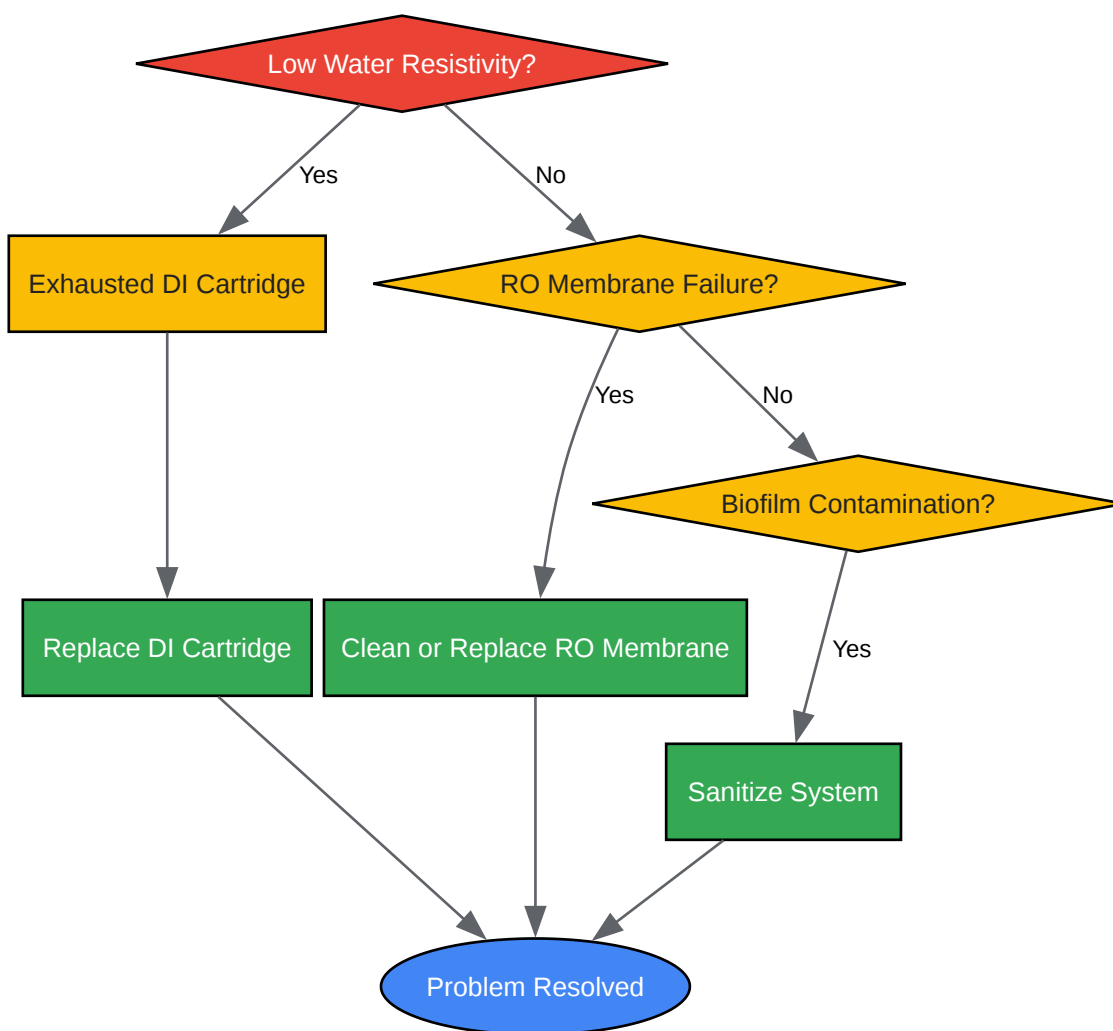 Low Water Resistivity?
Yes
No
Exhausted DI Cartridge
RO Membrane Failure?
Yes
No
Biofilm Contamination?
Replace DI Cartridge
Clean or Replace RO Membrane
Yes
Sanitize System
Problem Resolved